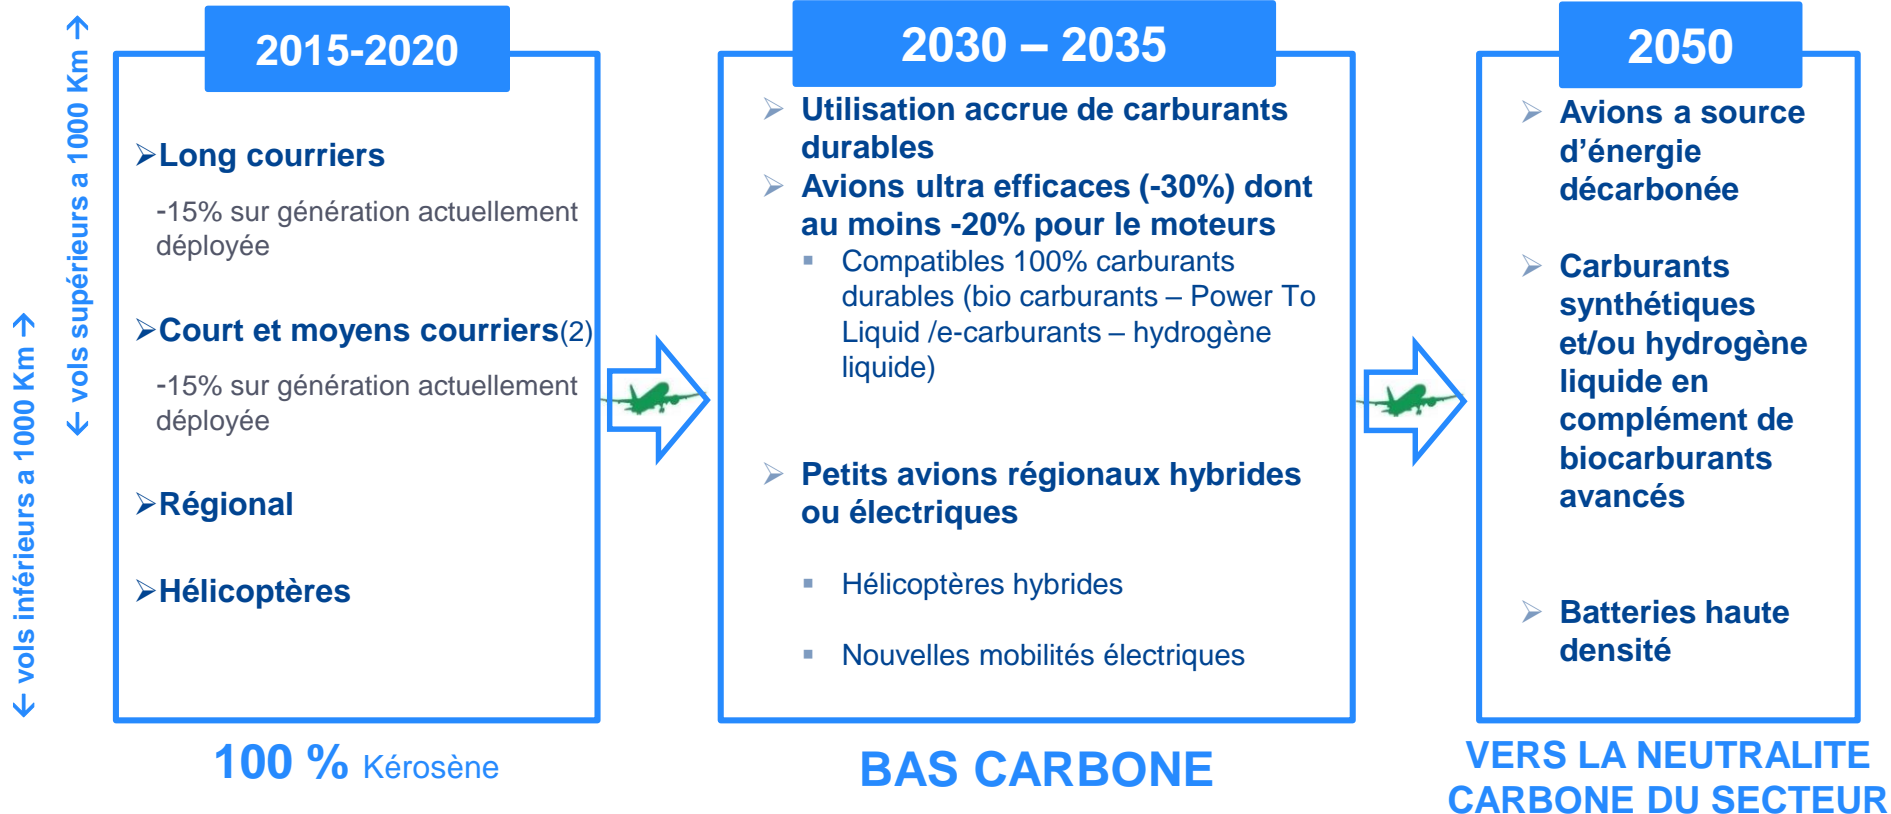 ← vols inférieurs a 1000 Km →
← vols supérieurs a 1000 Km →
2015-2020
➢Long courriers
-15% sur génération actuellement
déployée
➢Court et moyens courriers(2)
-15% sur génération actuellement
déployée
➢Régional
➢Hélicoptères
100 % Kérosène
2030 – 2035
➢ Utilisation accrue de carburants
durables
➢ Avions ultra efficaces (-30%) dont
au moins -20% pour le moteurs
▪ Compatibles 100% carburants
durables (bio carburants – Power To
Liquid /e-carburants – hydrogène
liquide)
➢ Petits avions régionaux hybrides
ou électriques
▪ Hélicoptères hybrides
▪ Nouvelles mobilités électriques
BAS CARBONE
2050
➢ Avions a source
d’énergie
décarbonée
➢ Carburants
synthétiques
et/ou hydrogène
liquide en
complément de
biocarburants
avancés
➢ Batteries haute
densité
VERS LA NEUTRALITE
CARBONE DU SECTEUR